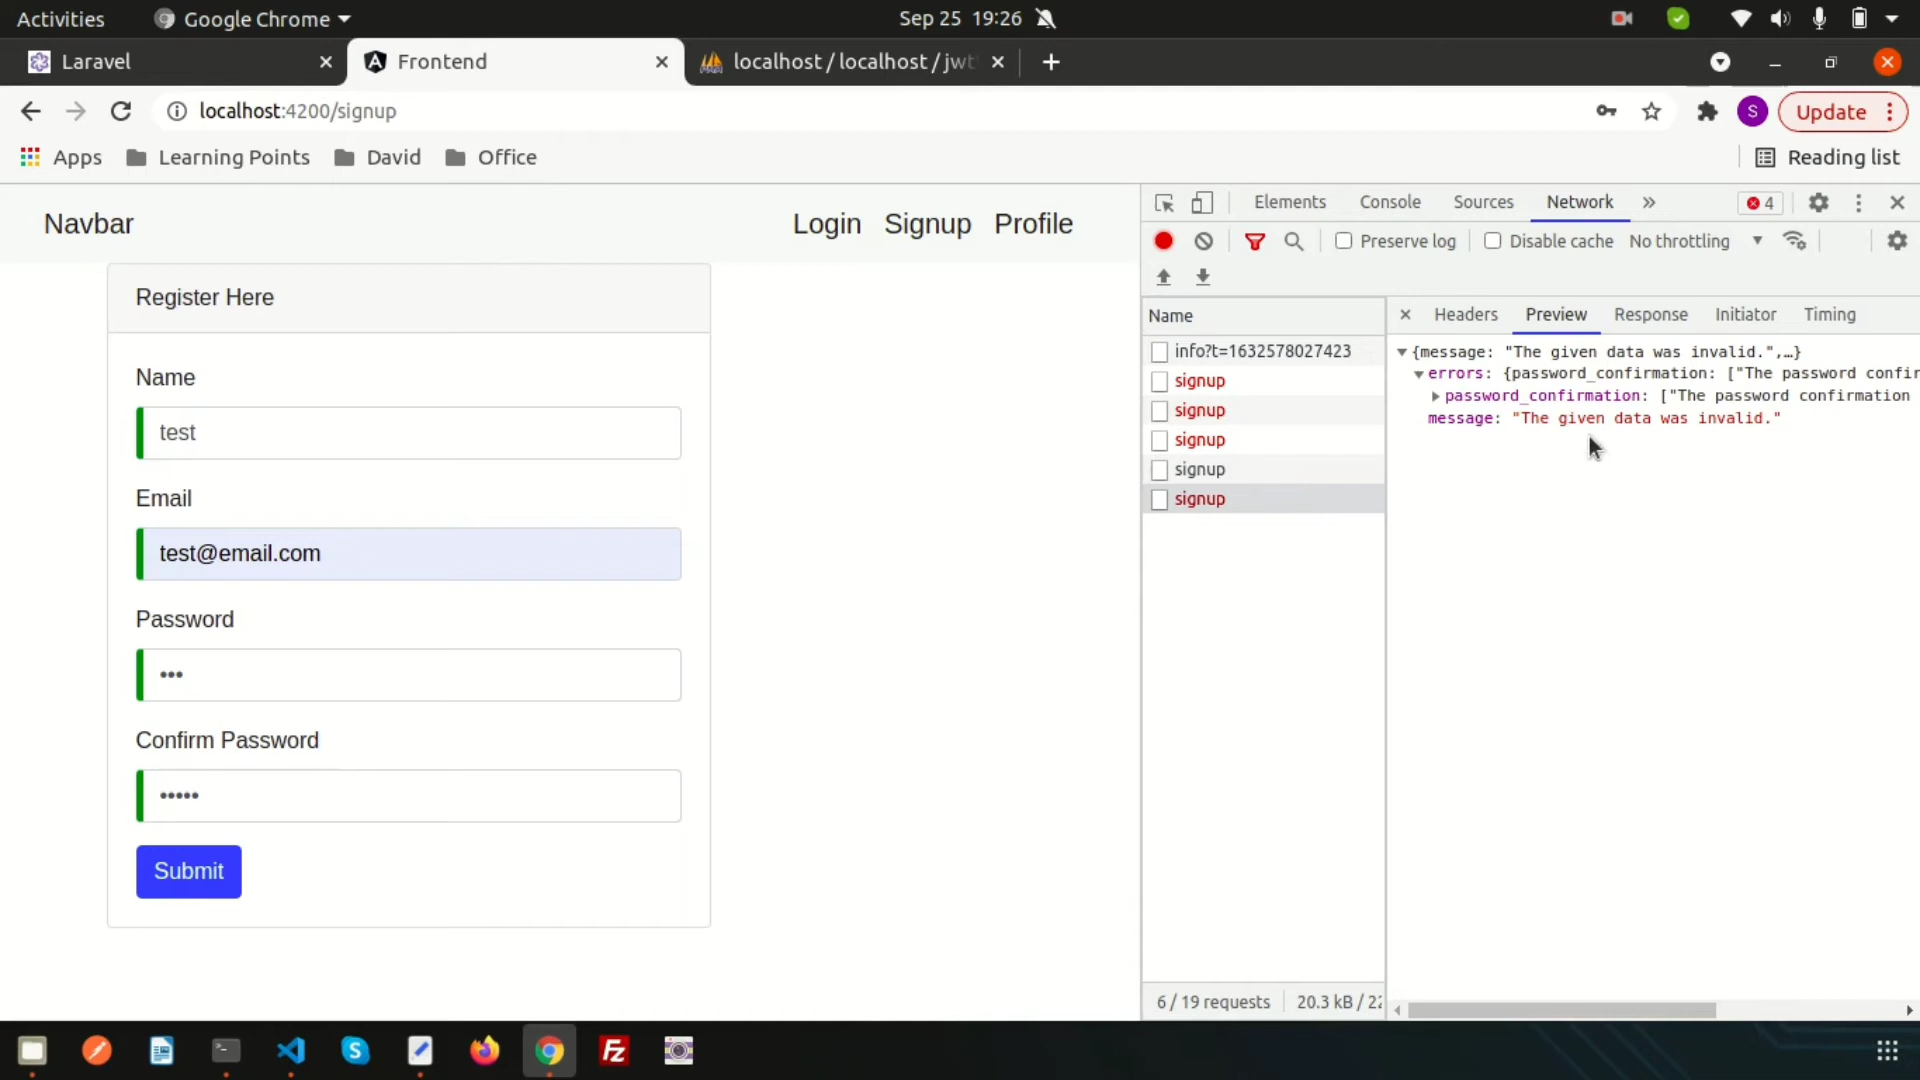 Activities Google Chrome Sep 25 19:26
Laravel Frontend localhost / localhost / jwt
localhost:4200/signup S Update
Apps Learning Points David Office Reading list
Navbar Login Signup Profile
Register Here
Name
test
Email
test@email.com
Password
•••
Confirm Password
•••••
Submit
Elements Console Sources Network » 4
Preserve log Disable cache No throttling
Name
info?t=1632578027423
signup
signup
signup
signup
signup
6 / 19 requests 20.3 kB / 22
Headers Preview Response Initiator Timing
{message: "The given data was invalid.",…}
errors: {password_confirmation: ["The password confir
password_confirmation: ["The password confirmation
message: "The given data was invalid."